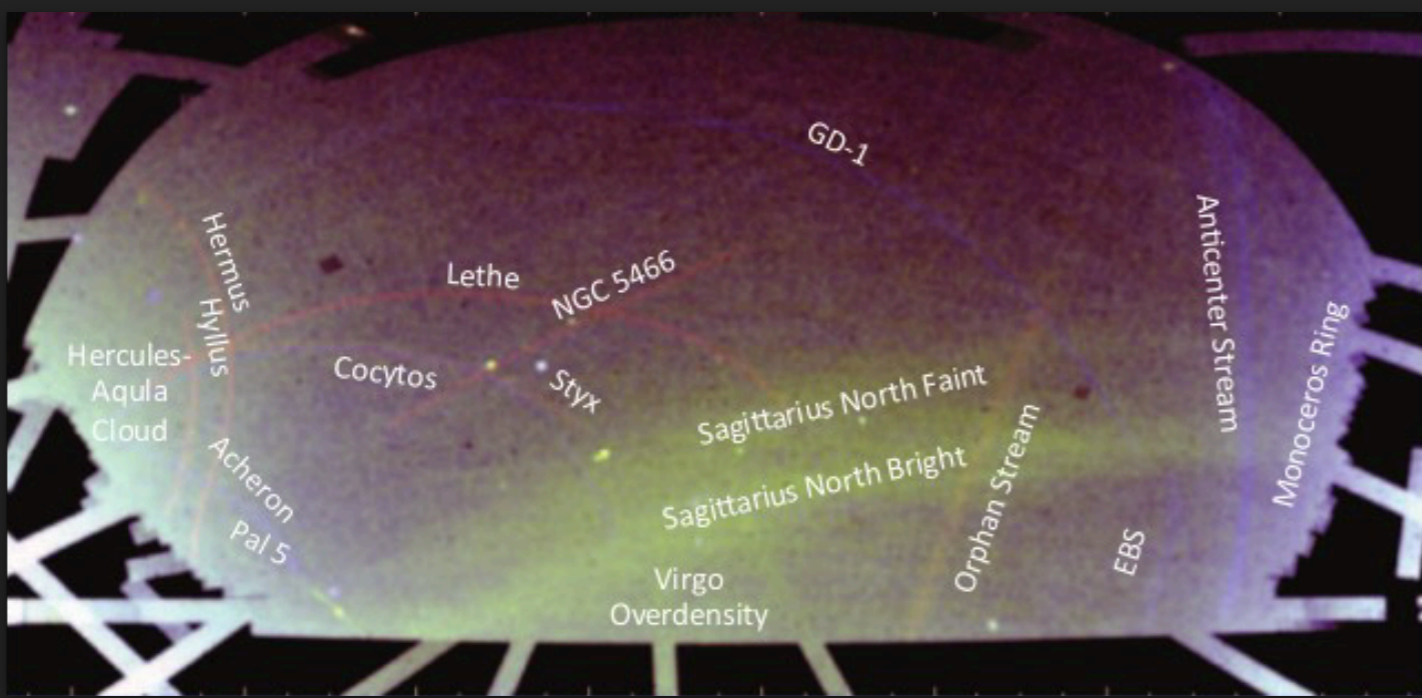 GD-1
Anticenter Stream
Hermus
Lethe
NGC 5466
Hyllus
Monoceros Ring
Hercules-
Aqula
Cloud
Cocytos
Styx
Sagittarius North Faint
Sagittarius North Bright
Orphan Stream
Acheron
Pal 5
EBS
Virgo
Overdensity